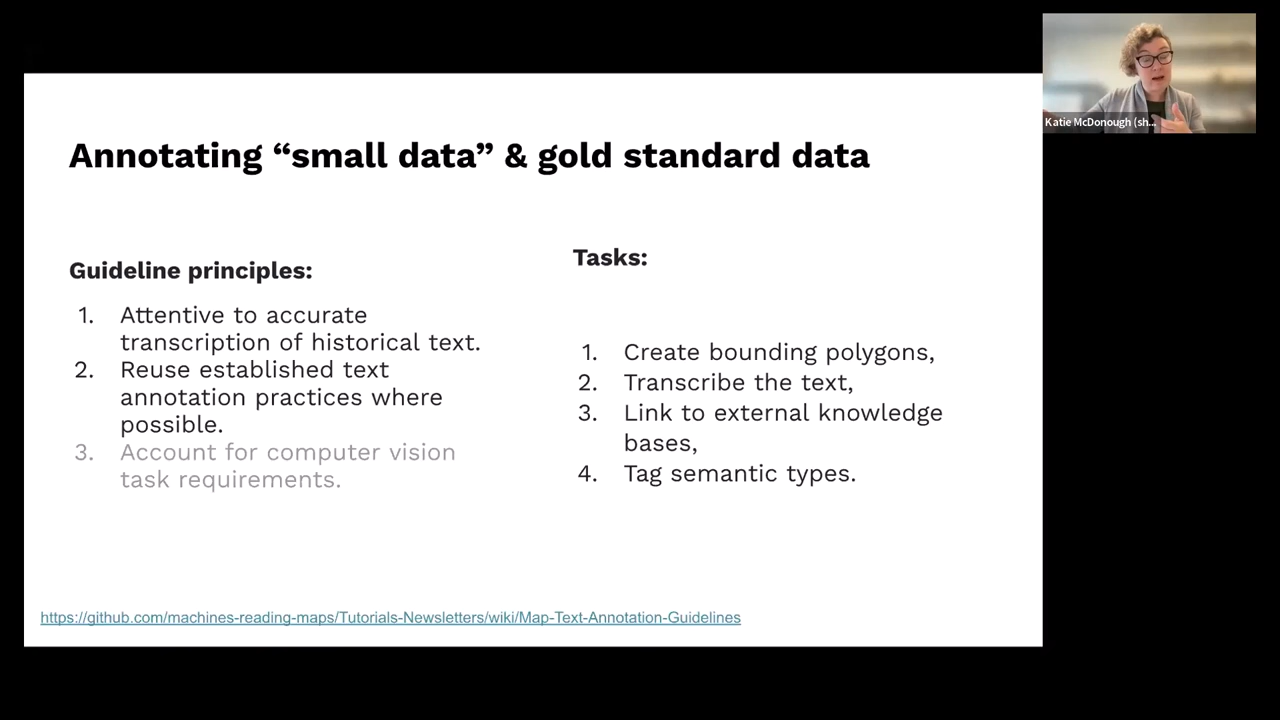 Annotating “small data” & gold standard data
Guideline principles:
1. Attentive to accurate
transcription of historical text.
2. Reuse established text
annotation practices where
possible.
3. Account for computer vision
task requirements.
Tasks:
1. Create bounding polygons,
2. Transcribe the text,
3. Link to external knowledge
bases,
4. Tag semantic types.
https://github.com/machines-reading-maps/Tutorials-Newsletters/wiki/Map-Text-Annotation-Guidelines
Katie McDonough (sh...